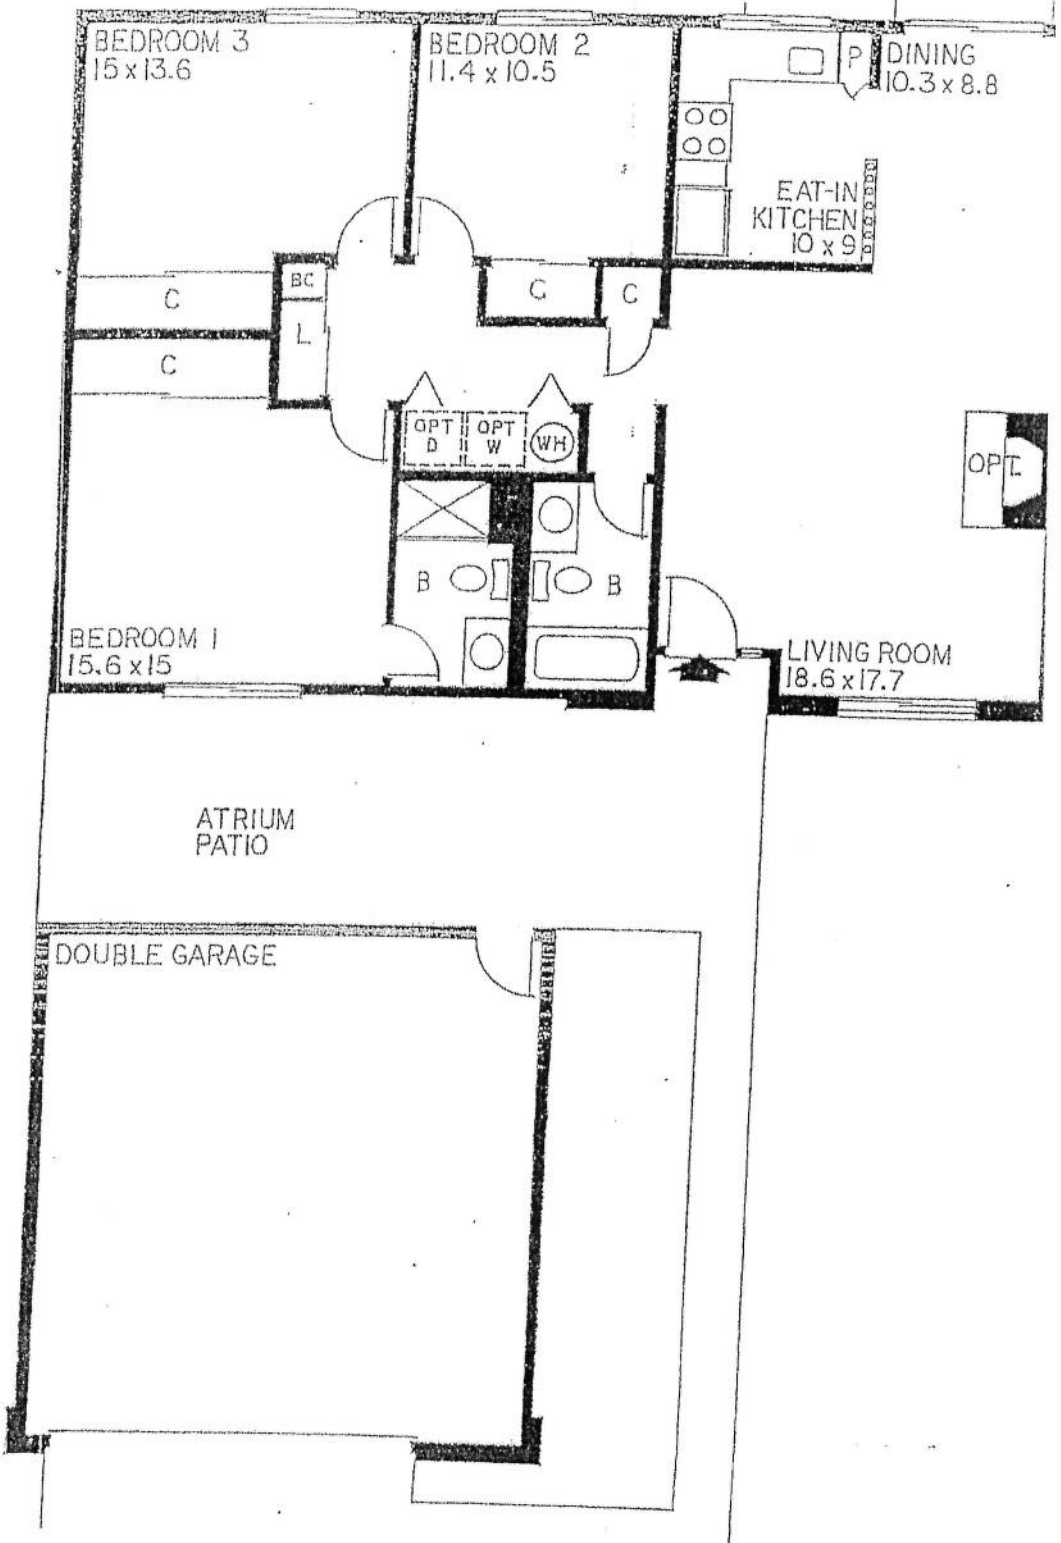 BEDROOM 3
15 x 13.6
BEDROOM 2
11.4 x 10.5
P
DINING
10.3 x 8.8
EAT-IN
KITCHEN
10 x 9
C
BC
L
C
C
C
OPT
D
OPT
W
WH
OPT.
B
B
BEDROOM 1
15.6 x 15
LIVING ROOM
18.6 x 17.7
ATRIUM
PATIO
DOUBLE GARAGE